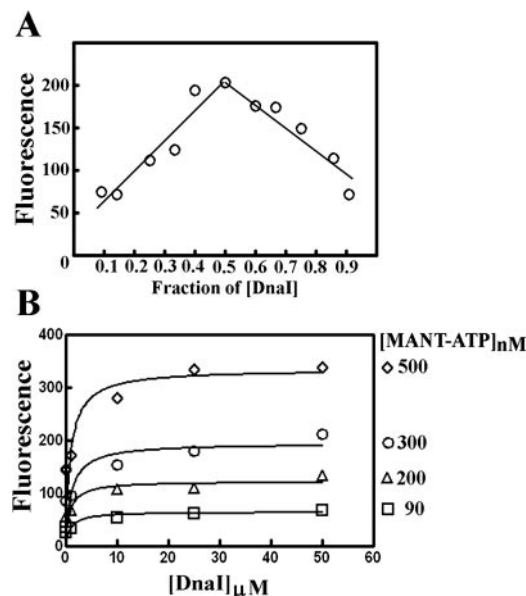 A
Fluorescence
200
150
100
50
0
0.1 0.2 0.3 0.4 0.5 0.6 0.7 0.8 0.9
Fraction of [DnaI]
B
Fluorescence
400
300
200
100
0
0 10 20 30 40 50 60
[DnaI]μM
[MANT-ATP]nM
500
300
200
90